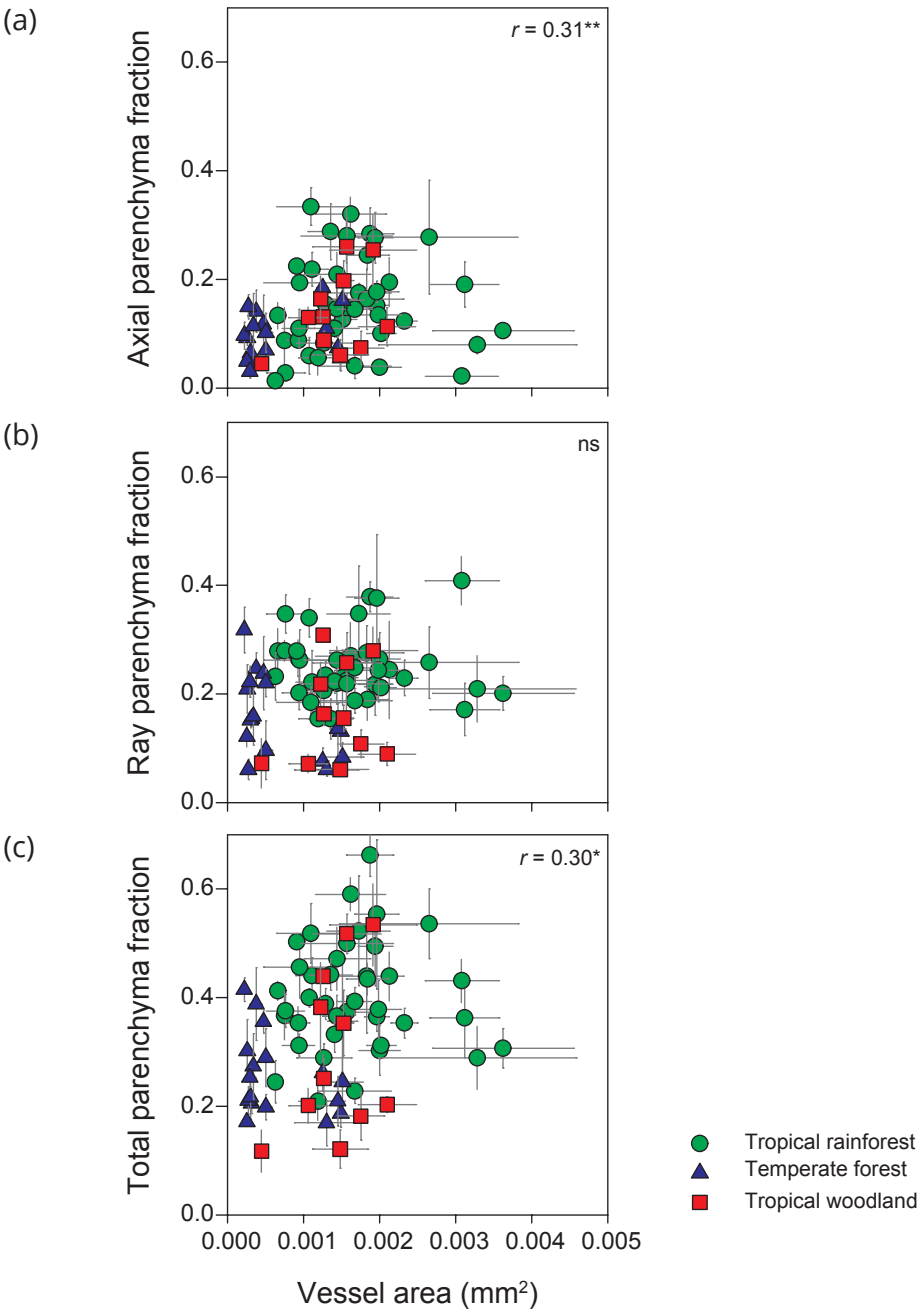 (a)
r = 0.31**
Axial parenchyma fraction
0.6
0.4
0.2
0.0
(b)
ns
Ray parenchyma fraction
0.6
0.4
0.2
0.0
(c)
r = 0.30*
Total parenchyma fraction
0.6
0.4
0.2
0.0
0.000 0.001 0.002 0.003 0.004 0.005
Vessel area (mm²)
Tropical rainforest
Temperate forest
Tropical woodland